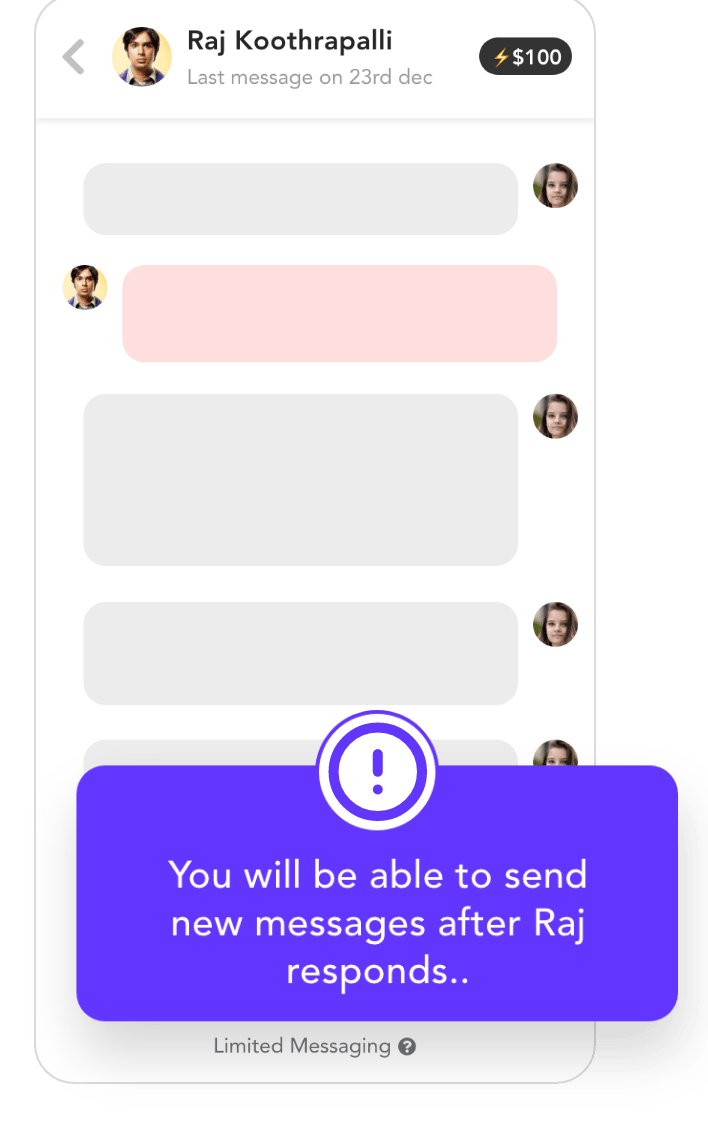 Raj Koothrapalli
Last message on 23rd dec
⚡$100
!
You will be able to send
new messages after Raj
responds..
Limited Messaging ?